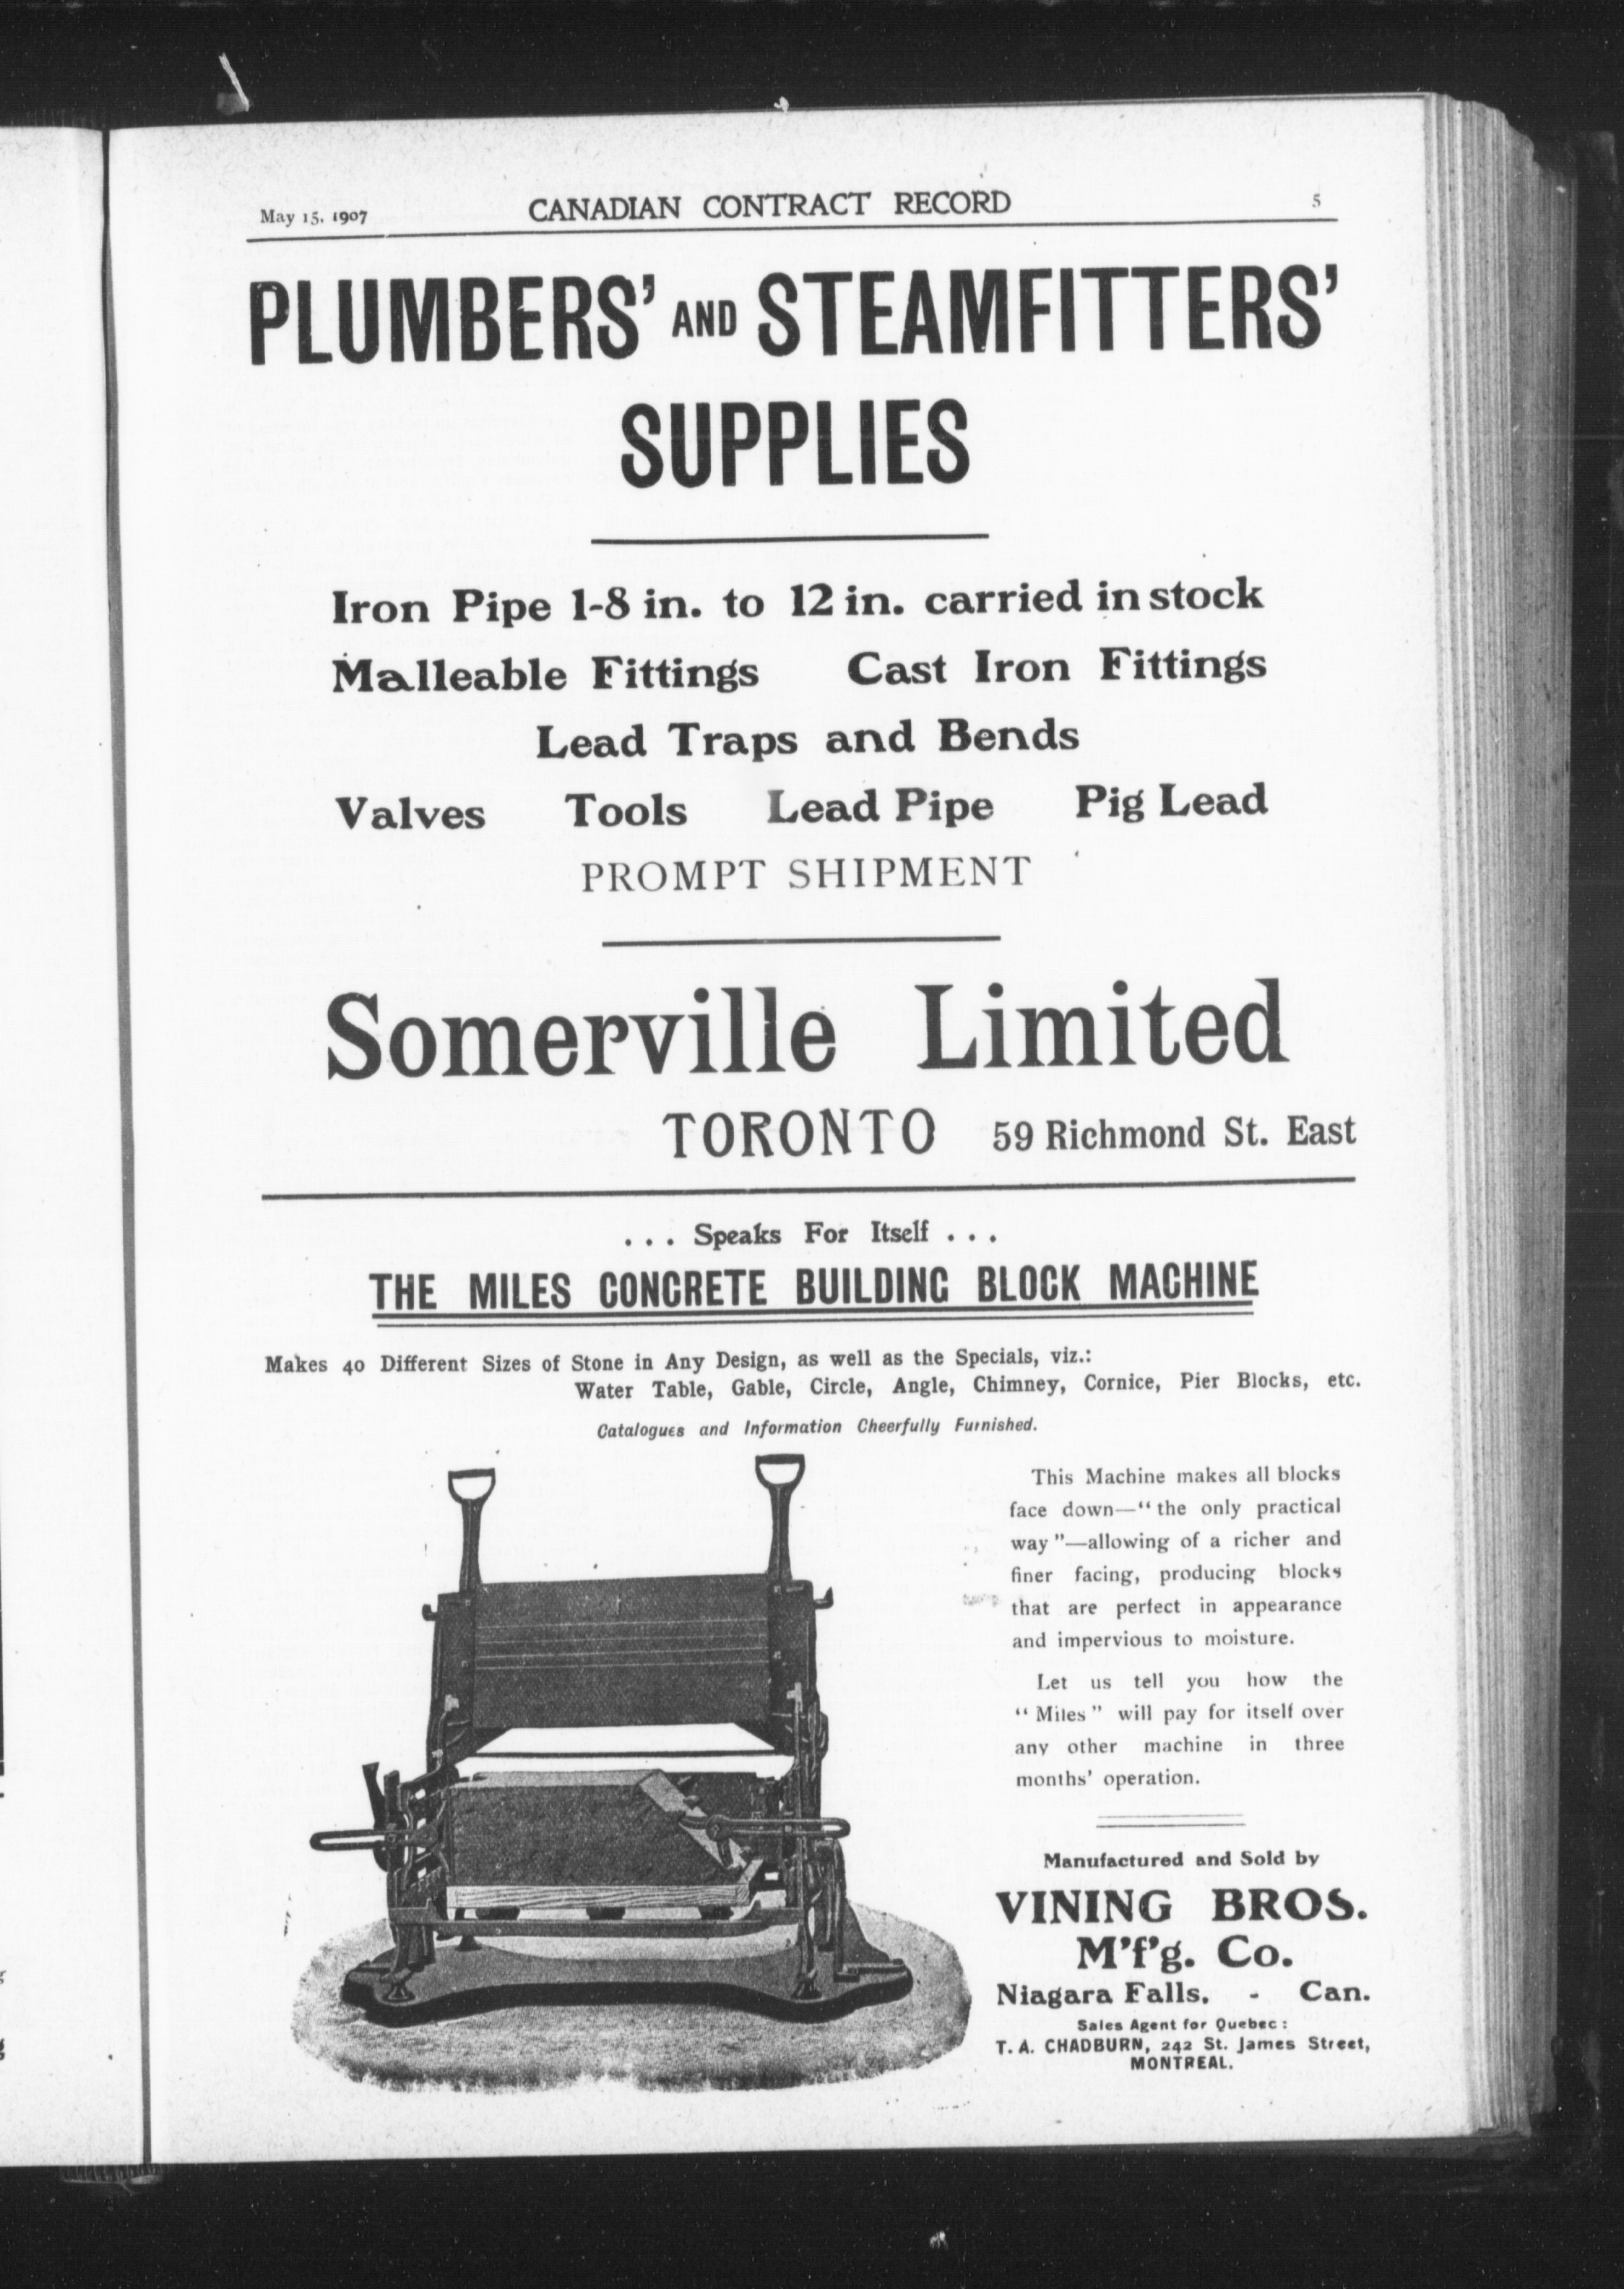 May 15, 1907 CANADIAN CONTRACT RECORD 5
PLUMBERS' AND STEAMFITTERS'
SUPPLIES
Iron Pipe 1-8 in. to 12 in. carried in stock
Malleable Fittings Cast Iron Fittings
Lead Traps and Bends
Valves Tools Lead Pipe Pig Lead
PROMPT SHIPMENT
Somerville Limited
TORONTO 59 Richmond St. East
. . . Speaks For Itself . . .
THE MILES CONCRETE BUILDING BLOCK MACHINE
Makes 40 Different Sizes of Stone in Any Design, as well as the Specials, viz.:
Water Table, Gable, Circle, Angle, Chimney, Cornice, Pier Blocks, etc.
Catalogues and Information Cheerfully Furnished.
This Machine makes all blocks
face down—“ the only practical
way ”—allowing of a richer and
finer facing, producing blocks
that are perfect in appearance
and impervious to moisture.
Let us tell you how the
“ Miles ” will pay for itself over
any other machine in three
months' operation.
Manufactured and Sold by
VINING BROS.
M'f'g. Co.
Niagara Falls, - Can.
Sales Agent for Quebec :
T. A. CHADBURN, 242 St. James Street,
MONTREAL.